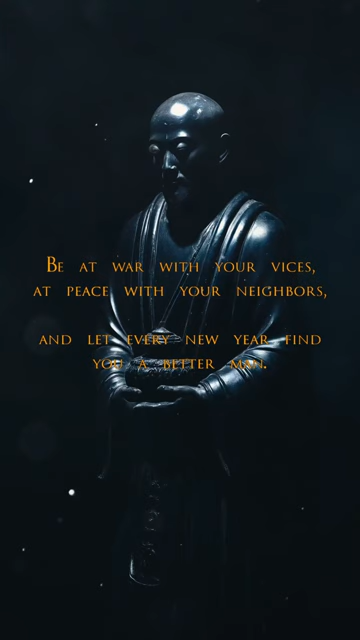 Be at war with your vices,
at peace with your neighbors,
and let every new year find
you a better man.